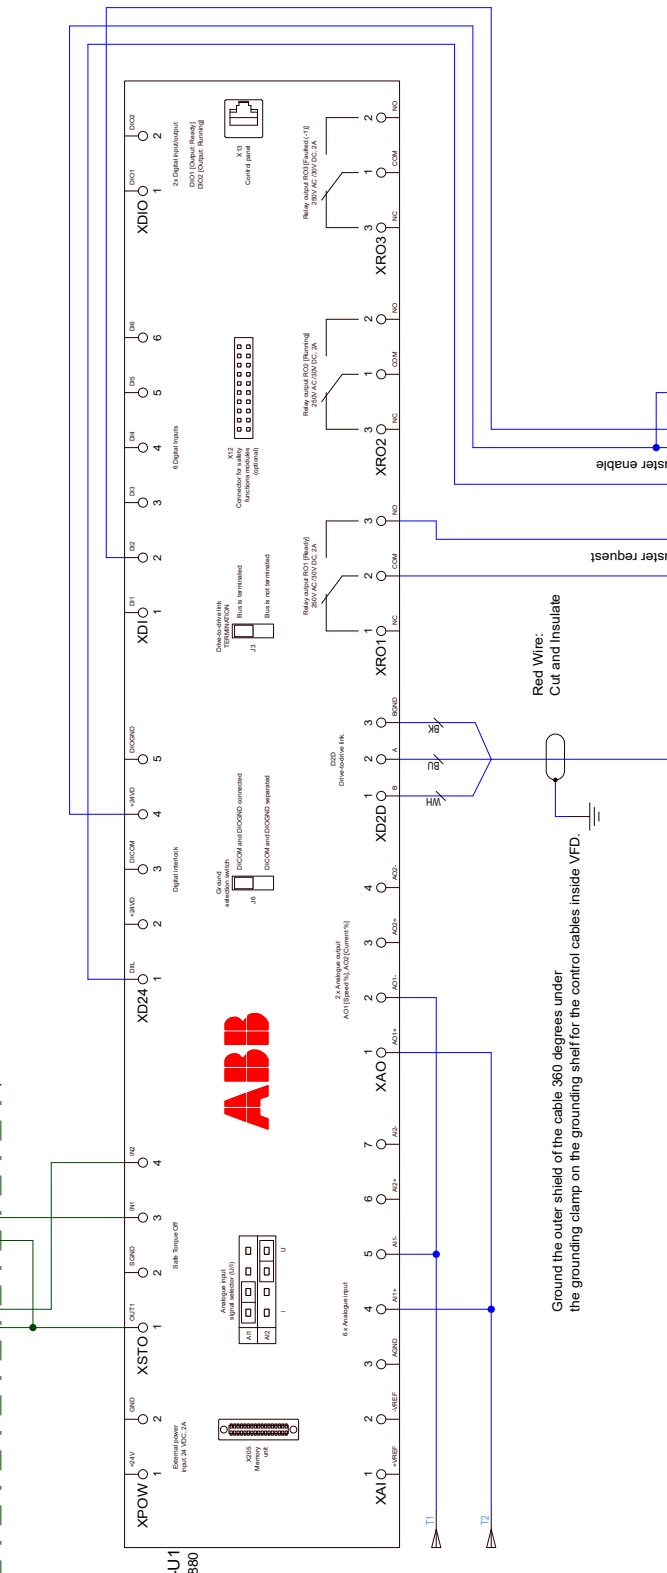 XPOW
+24V
1
GND
2
External power
input 24 VDC, 2A
XSTO
OUT1
1
SGND
2
IN1
3
IN2
4
Safe Torque Off
XD24
DIIL
1
+24VD
2
DICOM
3
+24VD
4
DIOGND
5
Digital interlock
XDI
DI1
1
DI2
2
DI3
3
DI4
4
DI5
5
DI6
6
6 Digital Inputs
XDIO
DIO1
1
DIO2
2
2x Digital input/output
DIO1 [Output: Ready]
DIO2 [Output: Running]
X205
Memory
unit
Analogue input
signal selector (U/I)
AI1
AI2
I
U
ABB
Ground
selection switch
J6
DICOM and DIOGND connected
DICOM and DIOGND separated
Drive-to-drive link
TERMINATION
J3
Bus is terminated
Bus is not terminated
X12
Connector for safety
functions modules
(optional)
X13
Control panel
XAI
+VREF
1
-VREF
2
AGND
3
AI1+
4
AI1-
5
AI2+
6
AI2-
7
6 x Analogue input
XAO
AO1+
1
AO1-
2
AO2+
3
AO2-
4
2 x Analogue output
AO1 [Speed %], AO2 [Current %]
XD2D
B
1
A
2
BGND
3
D2D
Drive-to-drive link.
XRO1
NC
1
COM
2
NO
3
Relay output RO1 [Ready]
250V AC /30V DC, 2A
XRO2
NC
3
COM
1
NO
2
Relay output RO2 [Running]
250V AC /30V DC, 2A
XRO3
NC
3
COM
1
NO
2
Relay output RO3 [Faulted (-1)]
250V AC /30V DC, 2A
-U1
880
T1
T2
WH
BU
BK
Red Wire:
Cut and Insulate
Ground the outer shield of the cable 360 degrees under
the grounding clamp on the grounding shelf for the control cables inside VFD.
uster enable
uster request